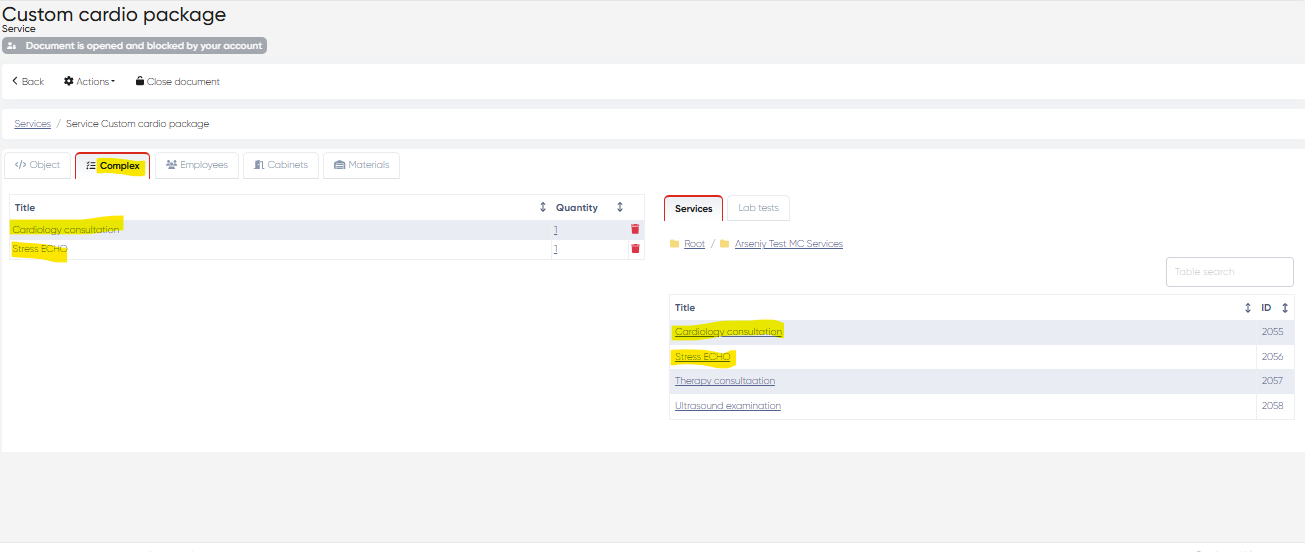 Custom cardio package
Service
Document is opened and blocked by your account
Back Actions Close document
Services / Service Custom cardio package
Object Complex Employees Cabinets Materials
Title Quantity
Cardiology consultation 1
Stress ECHO 1
Services Lab tests
Root / Arseniy Test MC Services
Table search
Title ID
Cardiology consultation 2055
Stress ECHO 2056
Therapy consultaation 2057
Ultrasound examination 2058